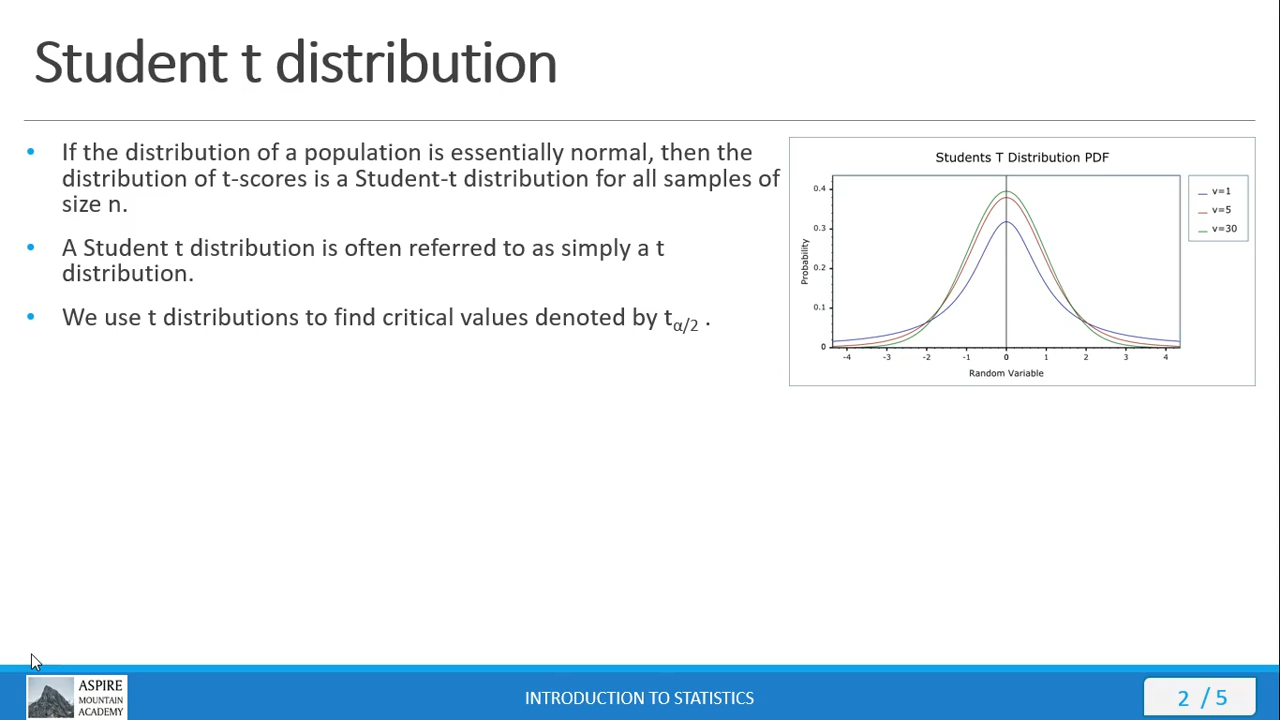 Student t distribution
• If the distribution of a population is essentially normal, then the
distribution of t-scores is a Student-t distribution for all samples of
size n.
• A Student t distribution is often referred to as simply a t
distribution.
• We use t distributions to find critical values denoted by tα/2 .
Students T Distribution PDF
0.4
0.3
0.2
0.1
0
Probability
-4 -3 -2 -1 0 1 2 3 4
Random Variable
v=1
v=5
v=30
ASPIRE
MOUNTAIN
ACADEMY
INTRODUCTION TO STATISTICS
2 / 5